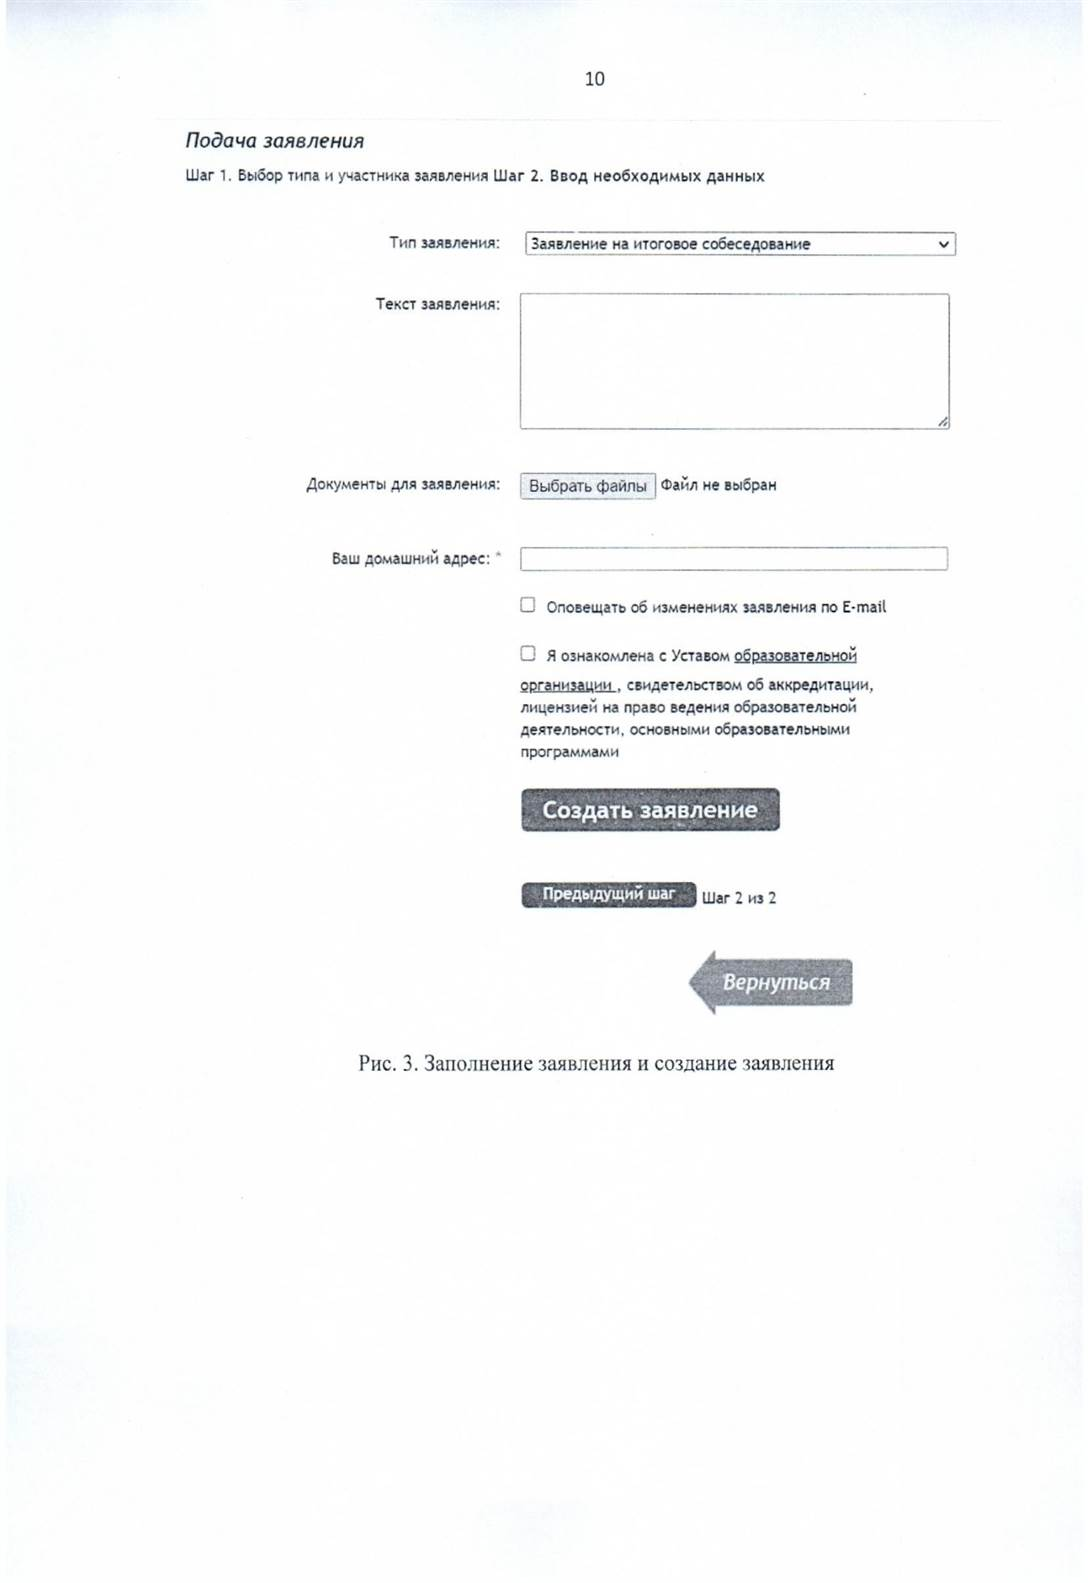 10
Подача заявления
Шаг 1. Выбор типа и участника заявления Шаг 2. Ввод необходимых данных
Тип заявления: Заявление на итоговое собеседование
Текст заявления:
Документы для заявления: Выбрать файлы Файл не выбран
Ваш домашний адрес: *
Оповещать об изменениях заявления по E-mail
Я ознакомлена с Уставом образовательной
организации , свидетельством об аккредитации,
лицензией на право ведения образовательной
деятельности, основными образовательными
программами
Создать заявление
Предыдущий шаг Шаг 2 из 2
Вернуться
Рис. 3. Заполнение заявления и создание заявления